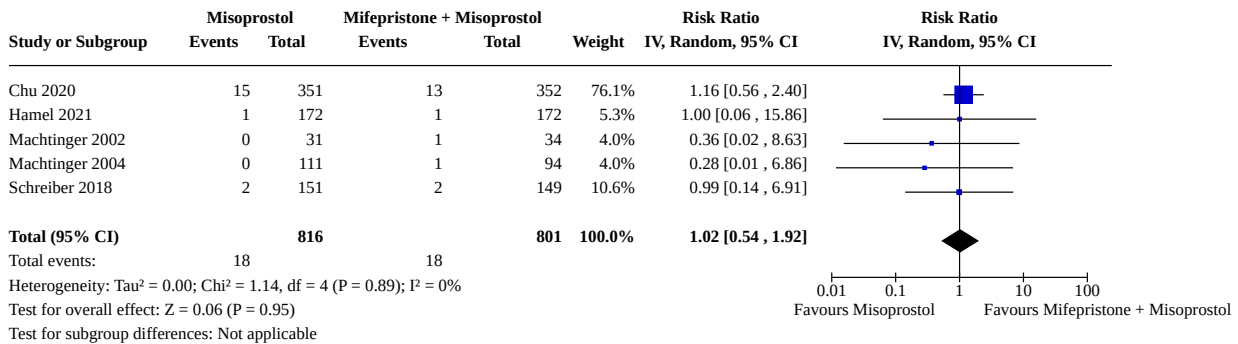 Misoprostol Mifepristone + Misoprostol Risk Ratio Risk Ratio
Study or Subgroup Events Total Events Total Weight IV, Random, 95% CI IV, Random, 95% CI
Chu 2020 15 351 13 352 76.1% 1.16 [0.56 , 2.40]
Hamel 2021 1 172 1 172 5.3% 1.00 [0.06 , 15.86]
Machtinger 2002 0 31 1 34 4.0% 0.36 [0.02 , 8.63]
Machtinger 2004 0 111 1 94 4.0% 0.28 [0.01 , 6.86]
Schreiber 2018 2 151 2 149 10.6% 0.99 [0.14 , 6.91]
Total (95% CI) 816 801 100.0% 1.02 [0.54 , 1.92]
Total events: 18 18
Heterogeneity: Tau² = 0.00; Chi² = 1.14, df = 4 (P = 0.89); I² = 0%
0.01 0.1 1 10 100
Test for overall effect: Z = 0.06 (P = 0.95) Favours Misoprostol Favours Mifepristone + Misoprostol
Test for subgroup differences: Not applicable